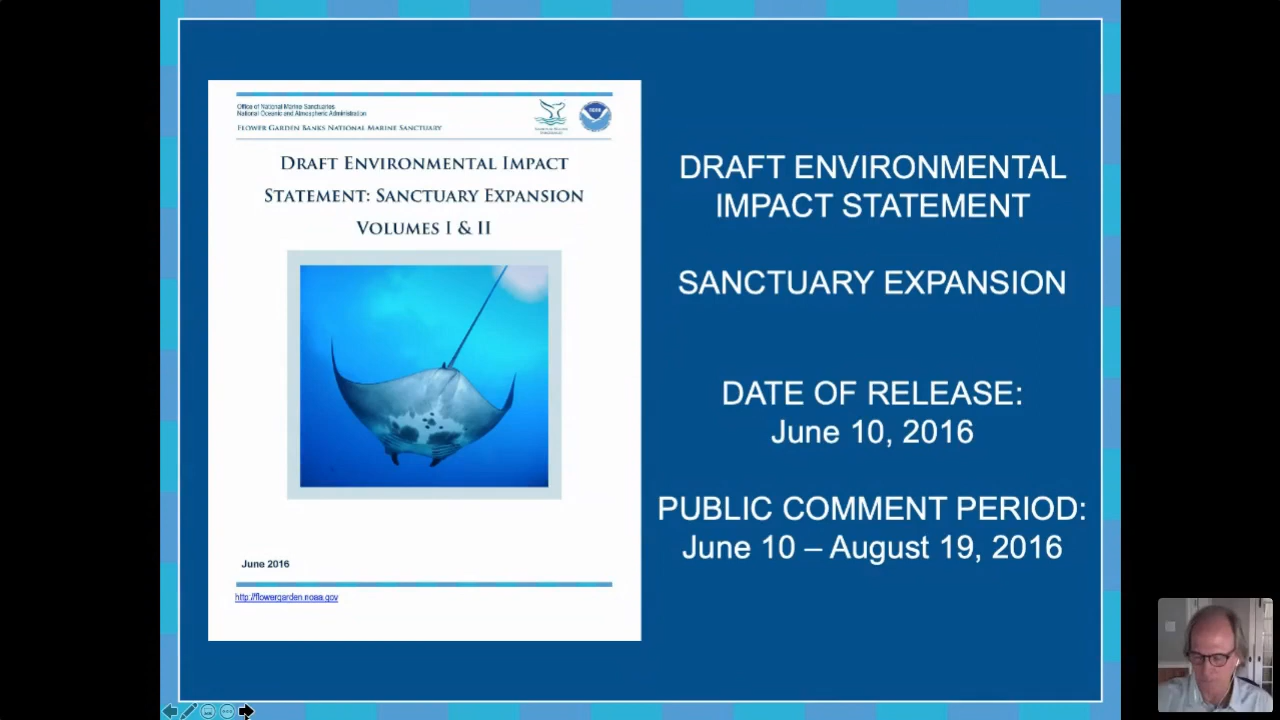 Office of National Marine Sanctuaries
National Oceanic and Atmospheric Administration
FLOWER GARDEN BANKS NATIONAL MARINE SANCTUARY
NOAA
DRAFT ENVIRONMENTAL IMPACT
STATEMENT: SANCTUARY EXPANSION
VOLUMES I & II
June 2016
http://flowergarden.noaa.gov
DRAFT ENVIRONMENTAL
IMPACT STATEMENT
SANCTUARY EXPANSION
DATE OF RELEASE:
June 10, 2016
PUBLIC COMMENT PERIOD:
June 10 – August 19, 2016